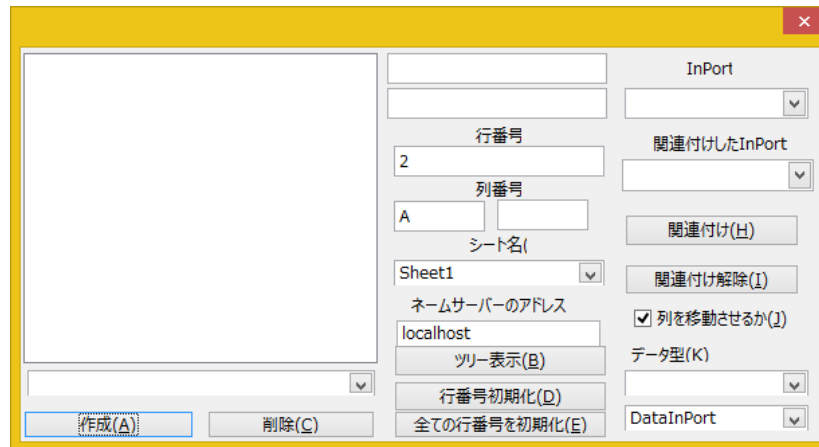 InPort
関連付けしたInPort
行番号
2
列番号
A
シート名(
Sheet1
ネームサーバーのアドレス
localhost
ツリー表示(B)
行番号初期化(D)
全ての行番号を初期化(E)
関連付け(H)
関連付け解除(I)
列を移動させるか(J)
データ型(K)
DataInPort
作成(A)
削除(C)